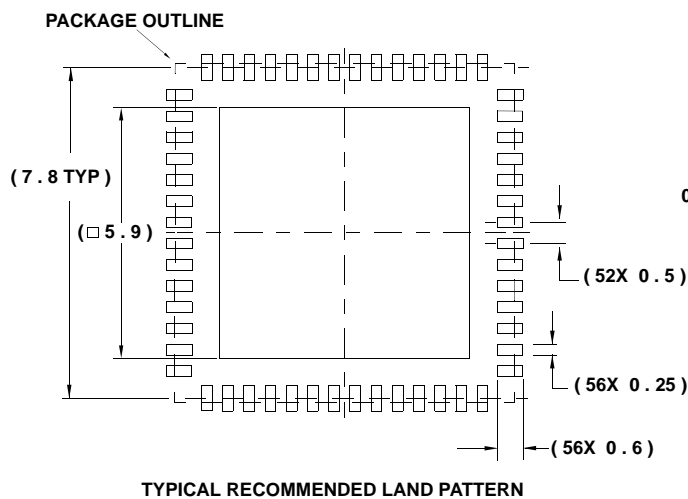 PACKAGE OUTLINE
( 7 . 8 TYP )
( □ 5 . 9 )
0
( 52X 0 . 5 )
( 56X 0 . 25 )
( 56X 0 . 6 )
TYPICAL RECOMMENDED LAND PATTERN